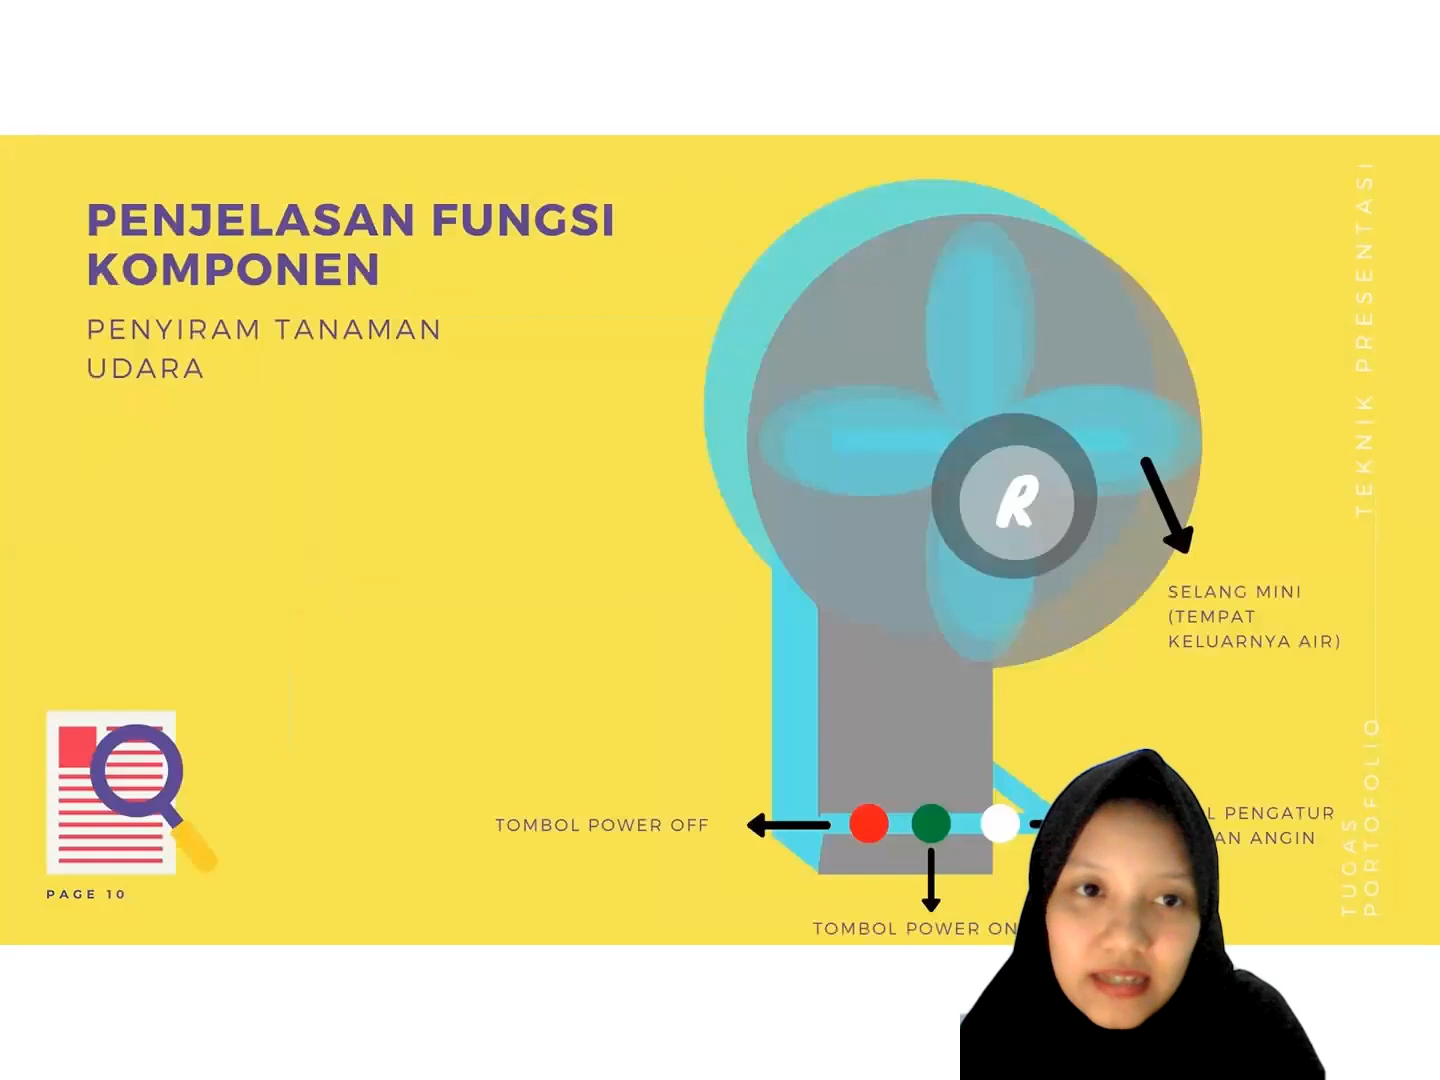 PENJELASAN FUNGSI
KOMPONEN
PENYIRAM TANAMAN
UDARA
TEKNIK PRESENTASI
R
SELANG MINI
(TEMPAT
KELUARNYA AIR)
TOMBOL POWER OFF
PENGATUR
ANGIN
TOMBOL POWER ON
TUGAS
PORTOFOLIO
PAGE 10